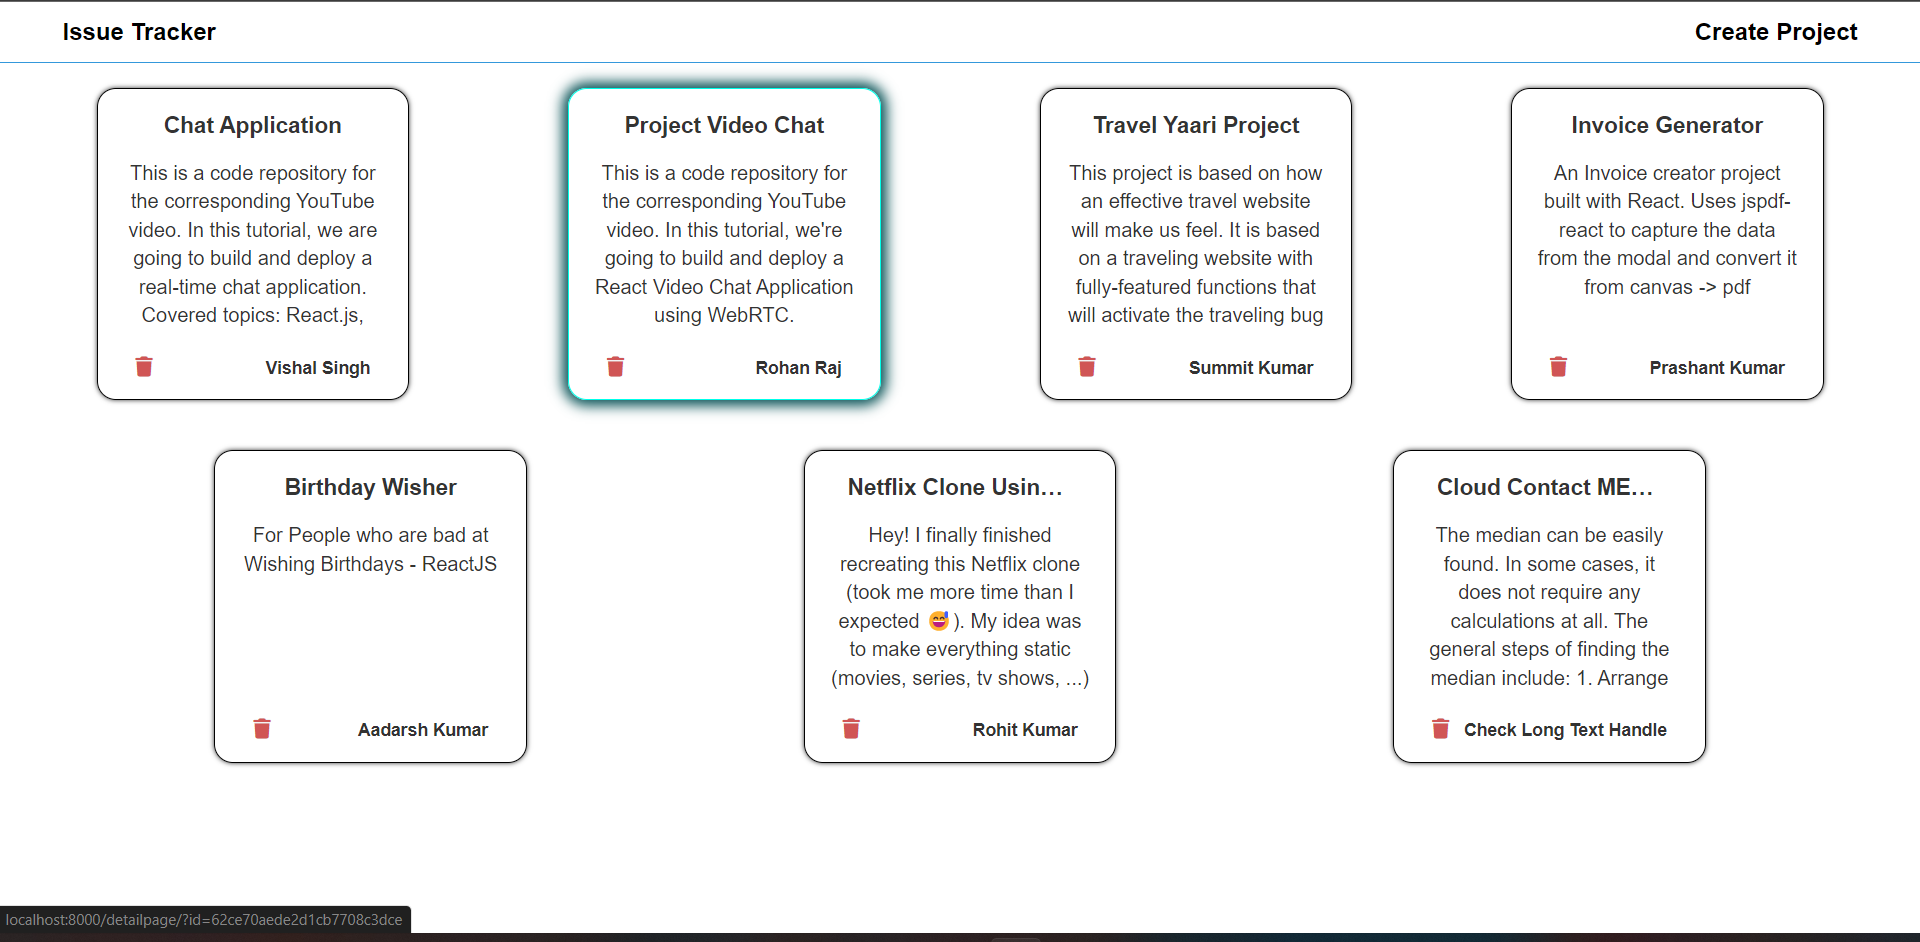 Issue Tracker
Create Project
Chat Application
This is a code repository for
the corresponding YouTube
video. In this tutorial, we are
going to build and deploy a
real-time chat application.
Covered topics: React.js,
Vishal Singh
Project Video Chat
This is a code repository for
the corresponding YouTube
video. In this tutorial, we're
going to build and deploy a
React Video Chat Application
using WebRTC.
Rohan Raj
Travel Yaari Project
This project is based on how
an effective travel website
will make us feel. It is based
on a traveling website with
fully-featured functions that
will activate the traveling bug
Summit Kumar
Invoice Generator
An Invoice creator project
built with React. Uses jspdf-
react to capture the data
from the modal and convert it
from canvas -> pdf
Prashant Kumar
Birthday Wisher
For People who are bad at
Wishing Birthdays - ReactJS
Aadarsh Kumar
Netflix Clone Usin...
Hey! I finally finished
recreating this Netflix clone
(took me more time than I
expected 😅 ). My idea was
to make everything static
(movies, series, tv shows, ...)
Rohit Kumar
Cloud Contact ME...
The median can be easily
found. In some cases, it
does not require any
calculations at all. The
general steps of finding the
median include: 1. Arrange
Check Long Text Handle
localhost:8000/detailpage/?id=62ce70aede2d1cb7708c3dce